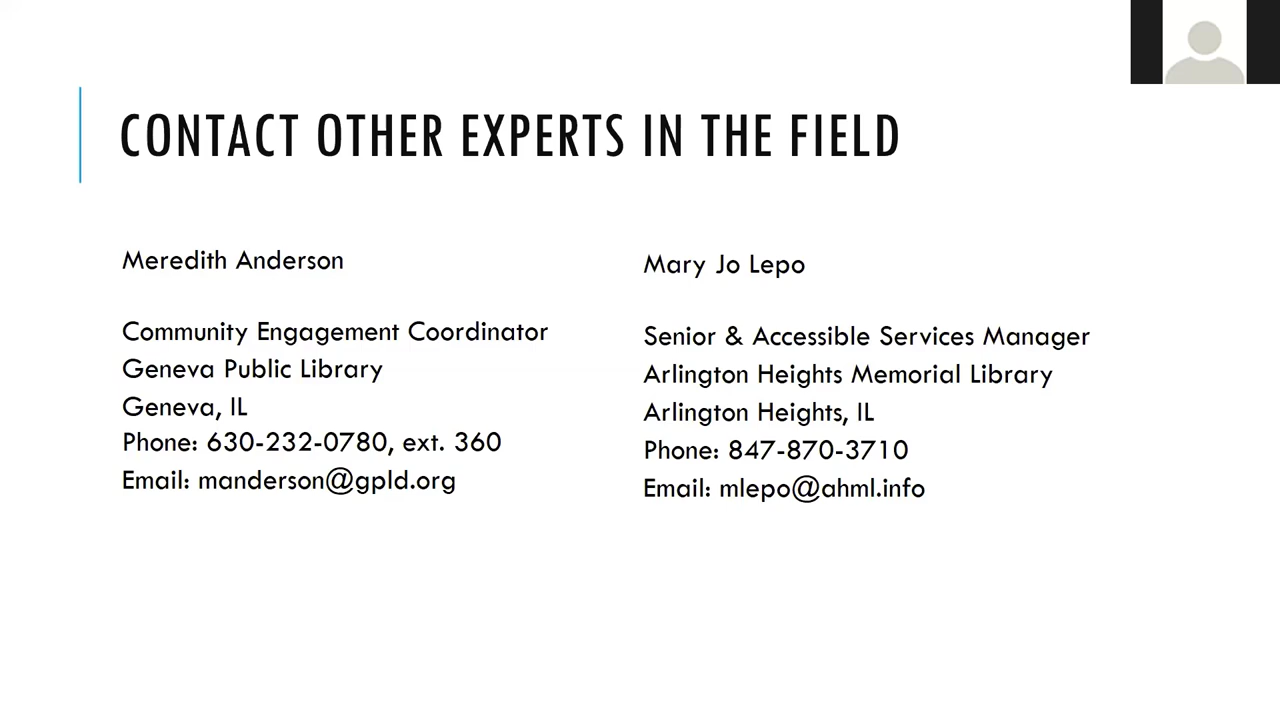 CONTACT OTHER EXPERTS IN THE FIELD
Meredith Anderson
Community Engagement Coordinator
Geneva Public Library
Geneva, IL
Phone: 630-232-0780, ext. 360
Email: manderson@gpld.org
Mary Jo Lepo
Senior & Accessible Services Manager
Arlington Heights Memorial Library
Arlington Heights, IL
Phone: 847-870-3710
Email: mlepo@ahml.info